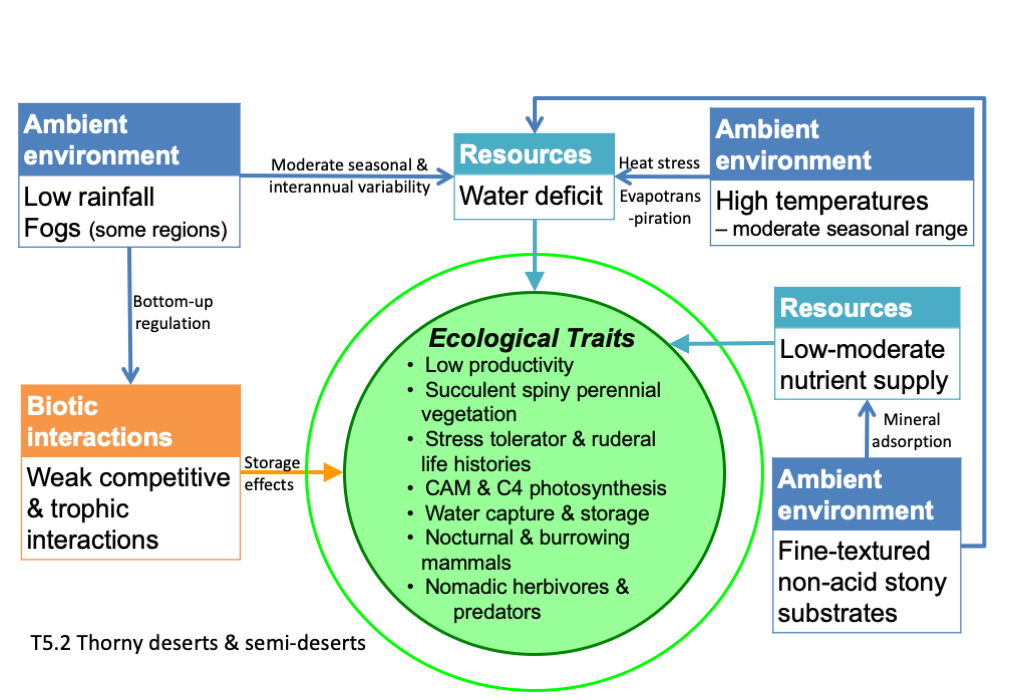 Ambient
environment
Low rainfall
Fogs (some regions)
Moderate seasonal &
interannual variability
Resources
Water deficit
Heat stress
Evapotrans
-piration
Ambient
environment
High temperatures
– moderate seasonal range
Bottom-up
regulation
Biotic
interactions
Weak competitive
& trophic
interactions
Storage
effects
Ecological Traits
• Low productivity
• Succulent spiny perennial
vegetation
• Stress tolerator & ruderal
life histories
• CAM & C4 photosynthesis
• Water capture & storage
• Nocturnal & burrowing
mammals
• Nomadic herbivores &
predators
Resources
Low-moderate
nutrient supply
Mineral
adsorption
Ambient
environment
Fine-textured
non-acid stony
substrates
T5.2 Thorny deserts & semi-deserts